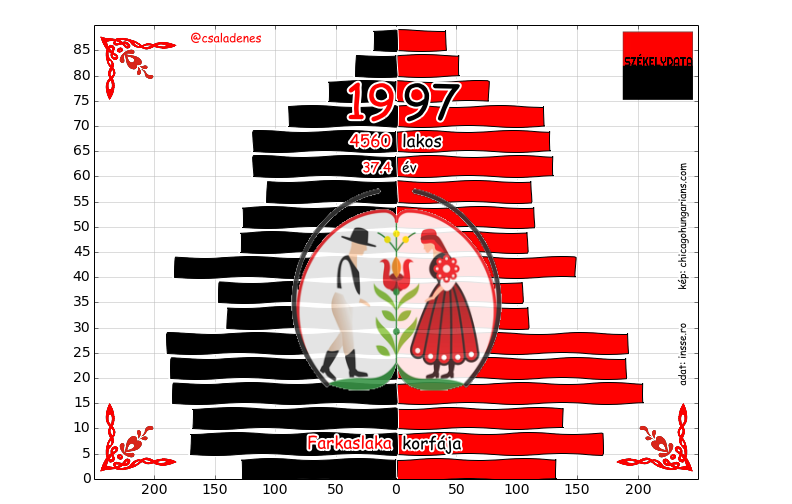 @csaladenes
SZÉKELYDATA
1997
4560 lakos
37.4 év
kép: chicagohungarians.com
adat: insse.ro
Farkaslaka korfája
85
80
75
70
65
60
55
50
45
40
35
30
25
20
15
10
5
0
200 150 100 50 0 50 100 150 200